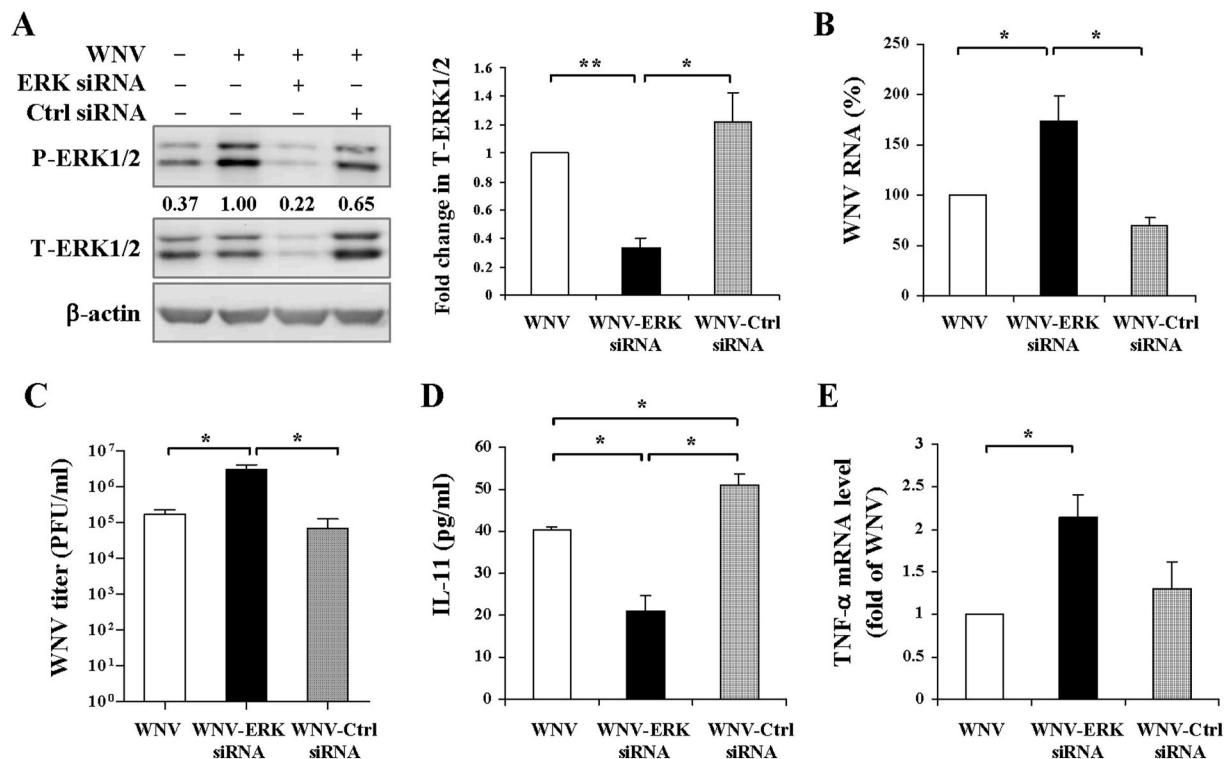 A
WNV – + + +
ERK siRNA – – + –
Ctrl siRNA – – – +
P-ERK1/2
0.37 1.00 0.22 0.65
T-ERK1/2
β-actin
Fold change in T-ERK1/2
1.6
1.4
1.2
1
0.8
0.6
0.4
0.2
0
** *
WNV WNV-ERK WNV-Ctrl
siRNA siRNA
B
WNV RNA (%)
250
200
150
100
50
0
* *
WNV WNV-ERK WNV-Ctrl
siRNA siRNA
C
WNV titer (PFU/ml)
10⁷
10⁶
10⁵
10⁴
10³
10²
10¹
10⁰
* *
WNV WNV-ERK WNV-Ctrl
siRNA siRNA
D
IL-11 (pg/ml)
60
50
40
30
20
10
0
*
* *
WNV WNV-ERK WNV-Ctrl
siRNA siRNA
E
TNF-α mRNA level
(fold of WNV)
3
2.5
2
1.5
1
0.5
0
*
WNV WNV-ERK WNV-Ctrl
siRNA siRNA